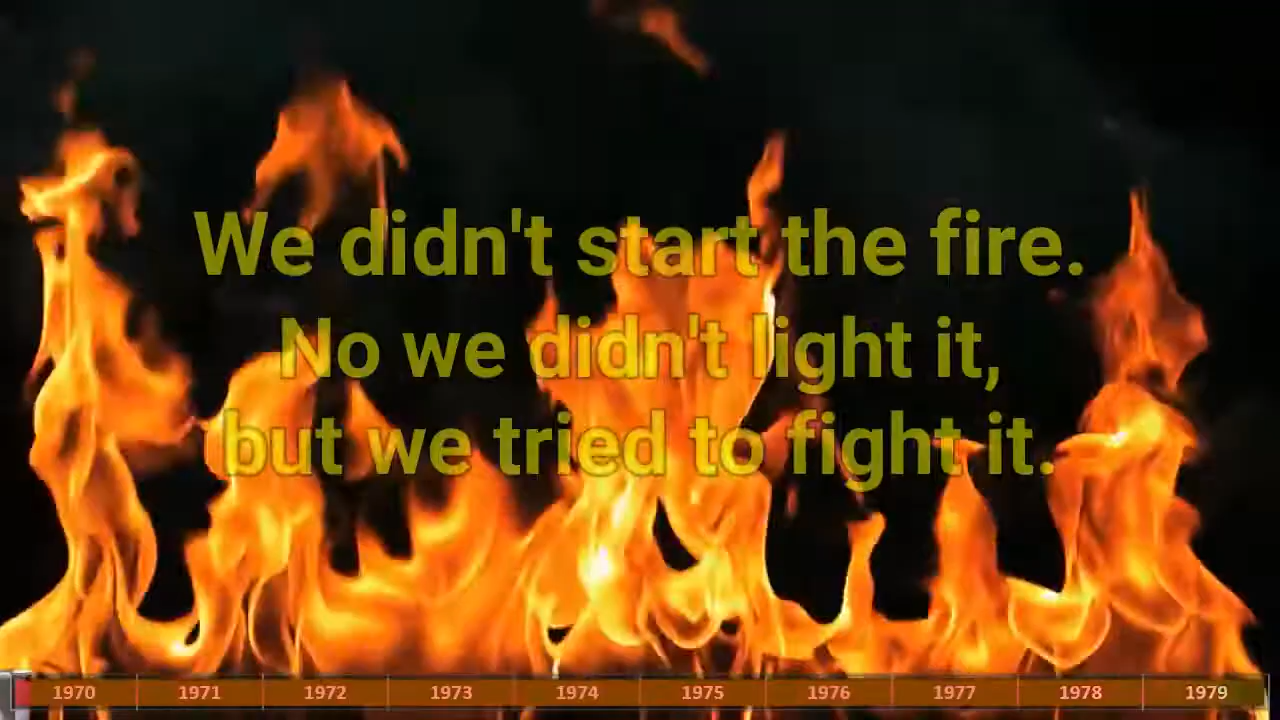 We didn't start the fire.
No we didn't light it,
but we tried to fight it.
1970 1971 1972 1973 1974 1975 1976 1977 1978 1979